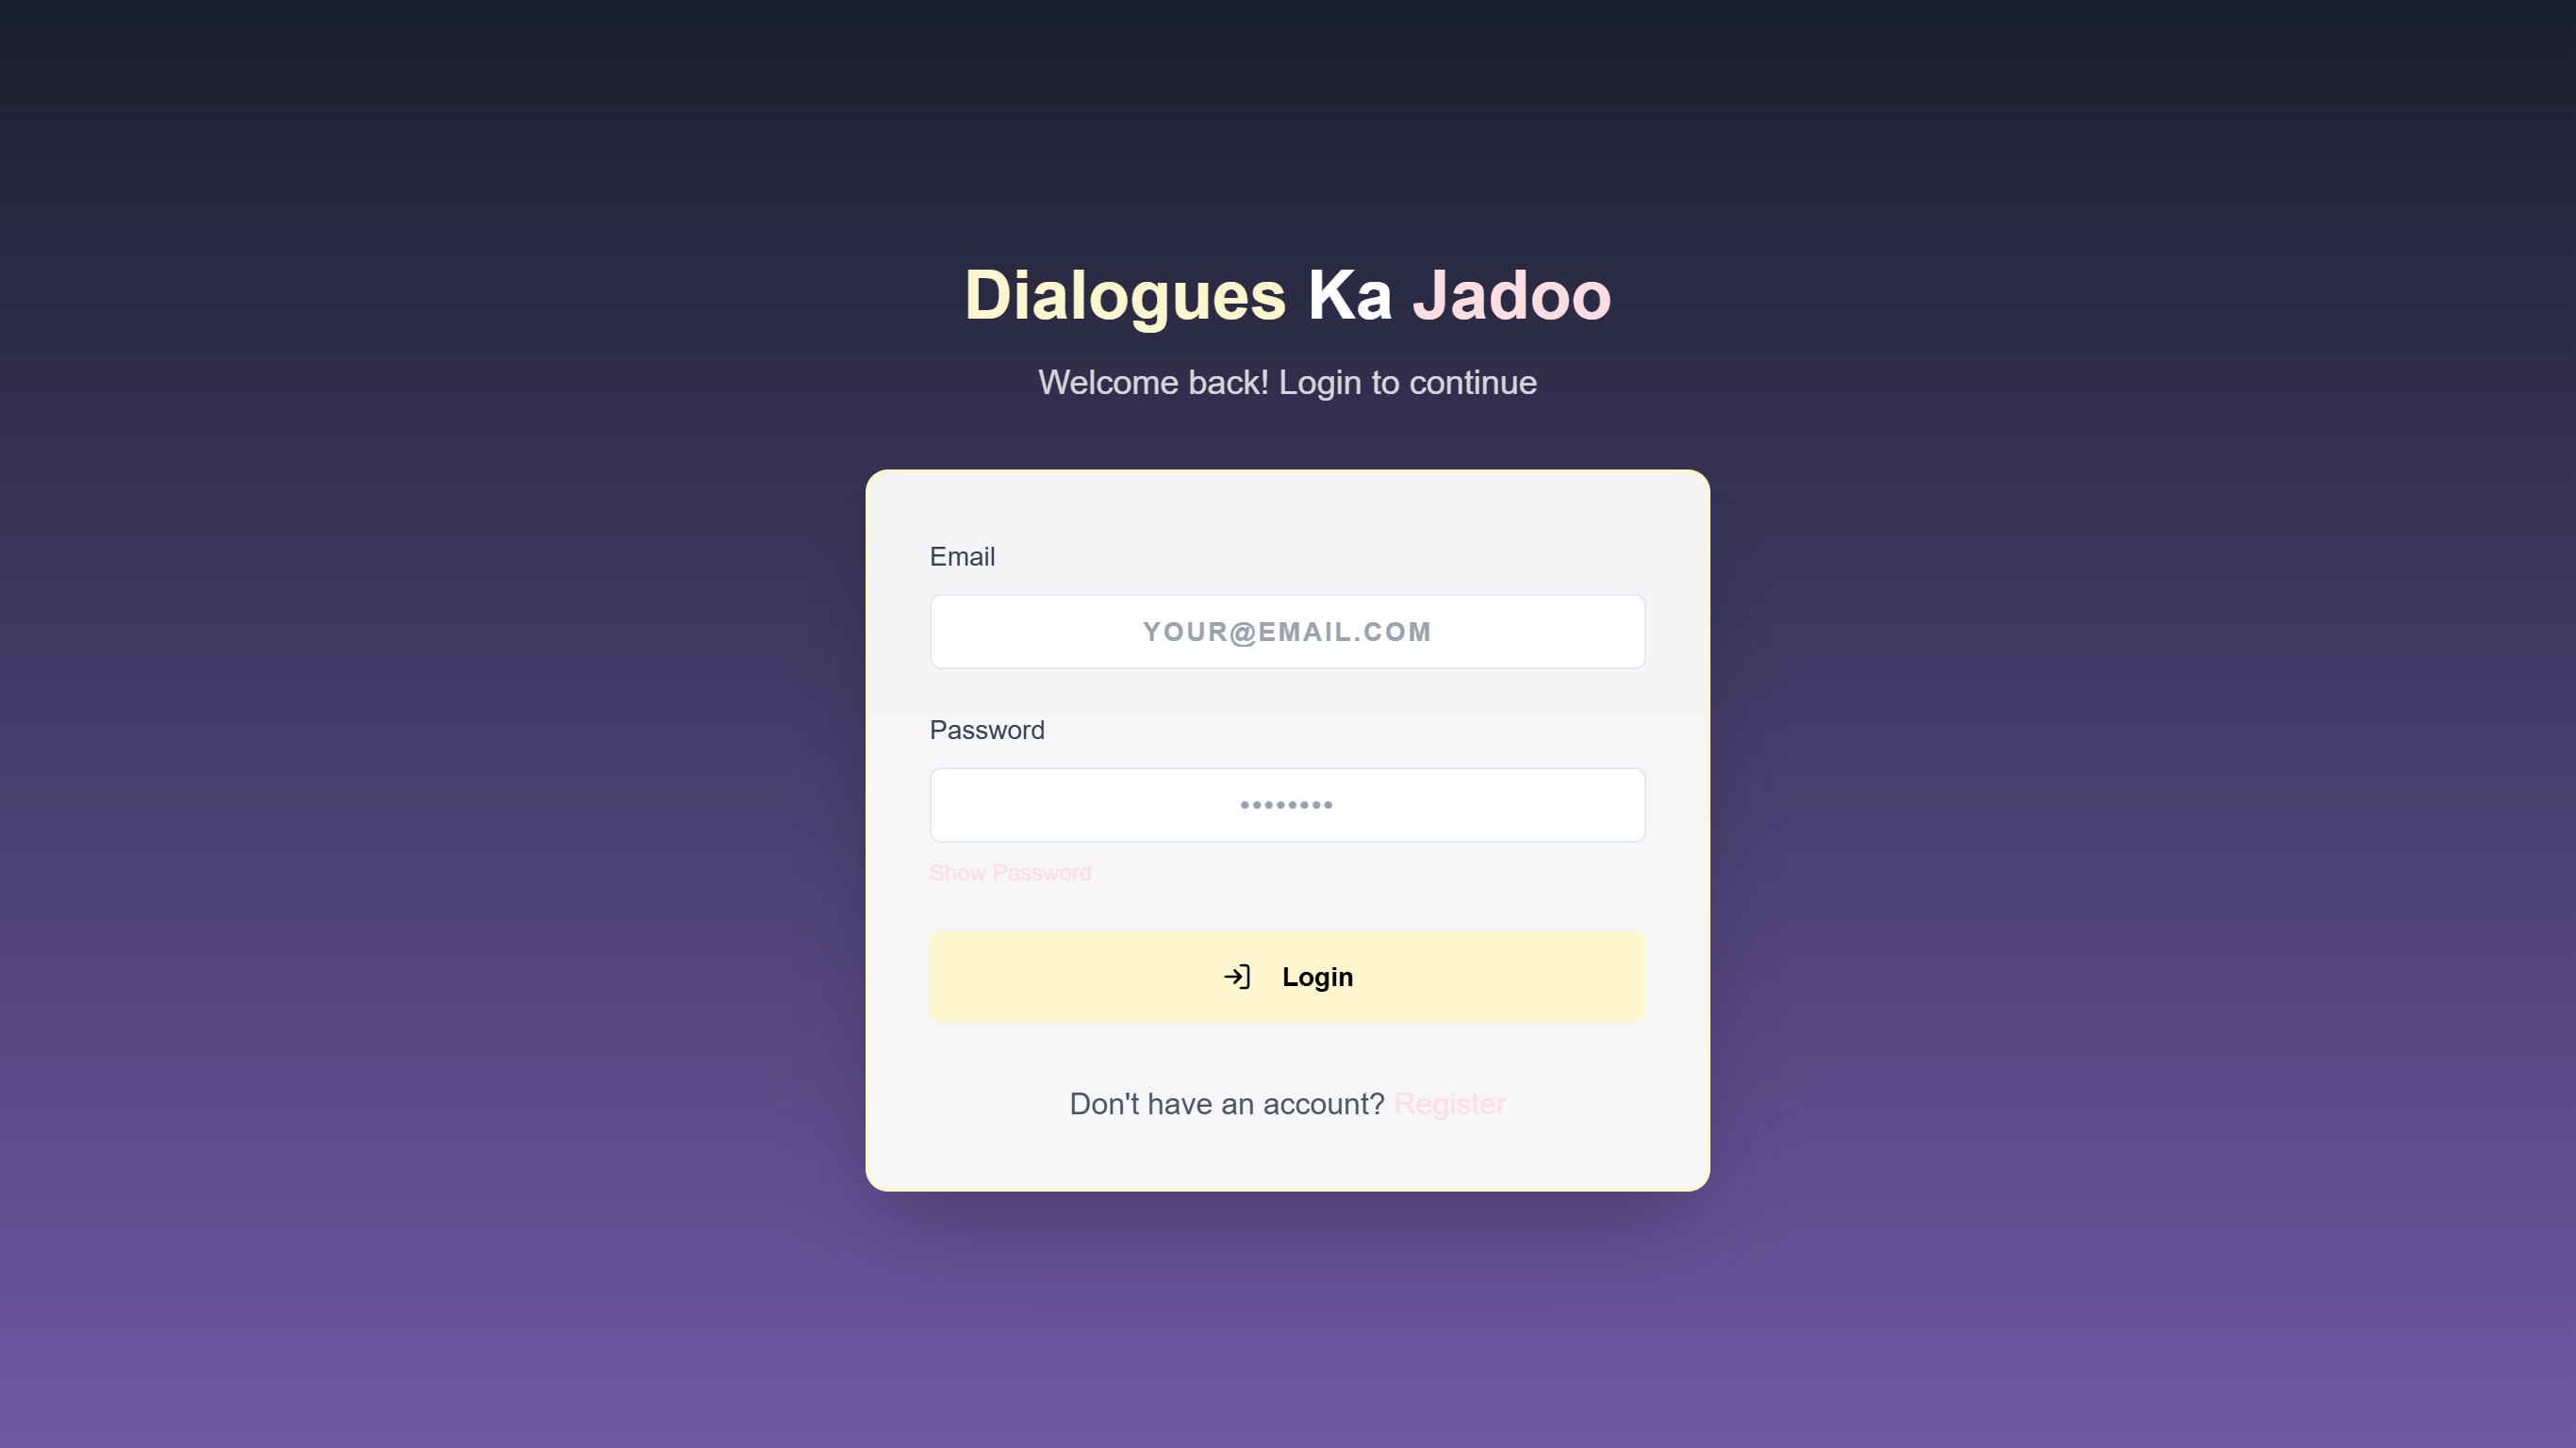 Dialogues Ka Jadoo
Welcome back! Login to continue
Email
YOUR@EMAIL.COM
Password
••••••••
Show Password
Login
Don't have an account? Register